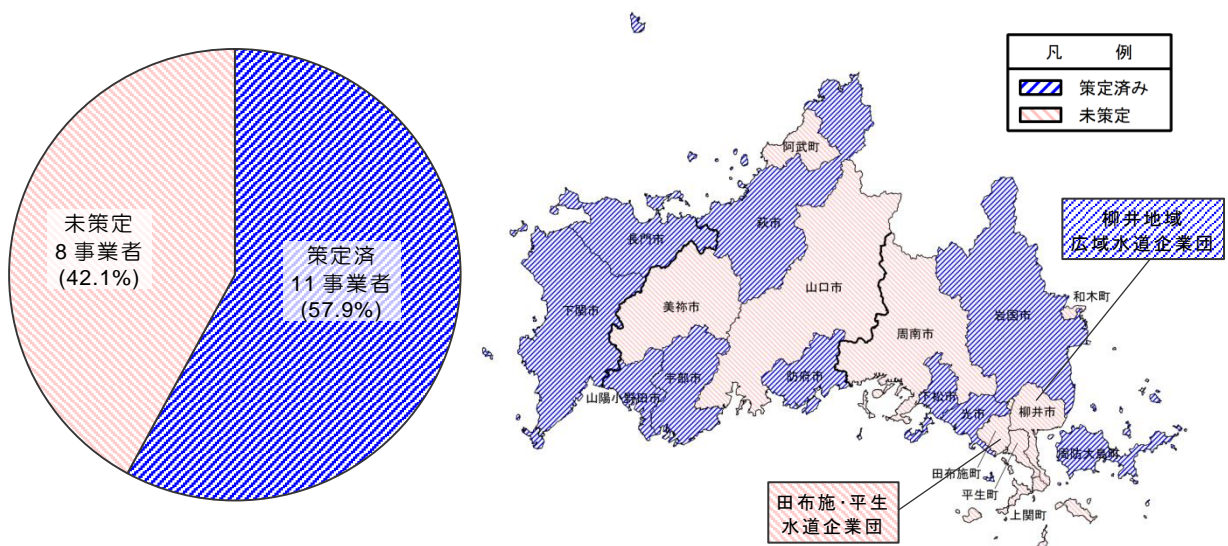 未策定
8 事業者
(42.1%)
策定済
11 事業者
(57.9%)
凡 例
策定済み
未策定
阿武町
萩市
長門市
下関市
美祢市
山口市
山陽小野田市
宇部市
防府市
周南市
下松市
光市
岩国市
和木町
柳井市
周防大島町
田布施町
平生町
上関町
柳井地域
広域水道企業団
田布施・平生
水道企業団